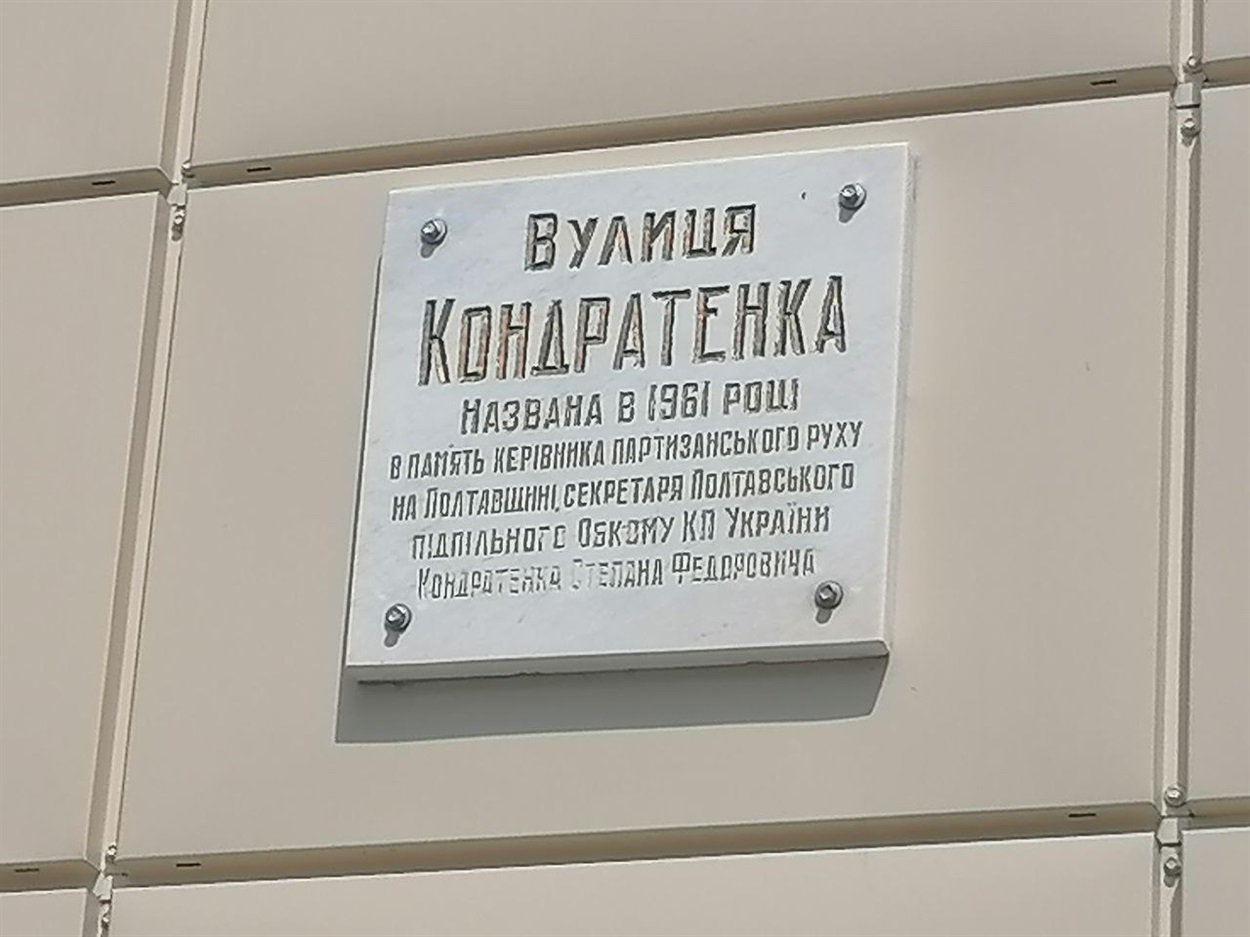 Вулиця
Кондратенка
названа в 1961 році
в пам'ять керівника партизанського руху
на Полтавщині, секретаря Полтавського
підпільного Обкому КП України
Кондратенка Степана Федоровича